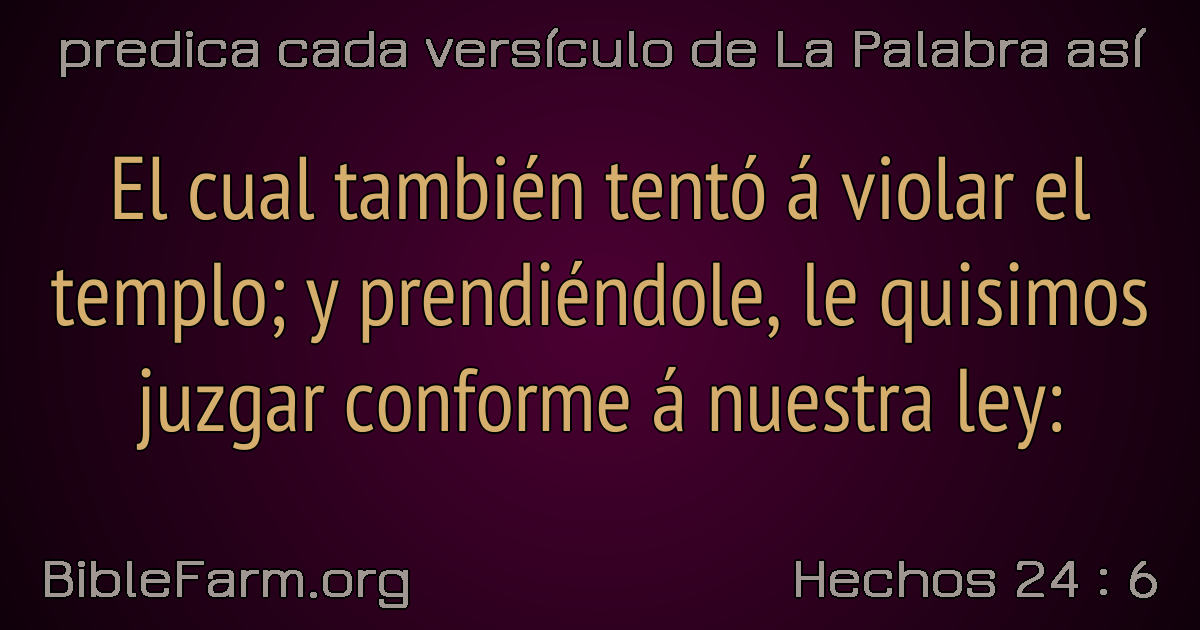 predica cada versículo de La Palabra así
El cual también tentó á violar el
templo; y prendiéndole, le quisimos
juzgar conforme á nuestra ley:
BibleFarm.org
Hechos 24 : 6